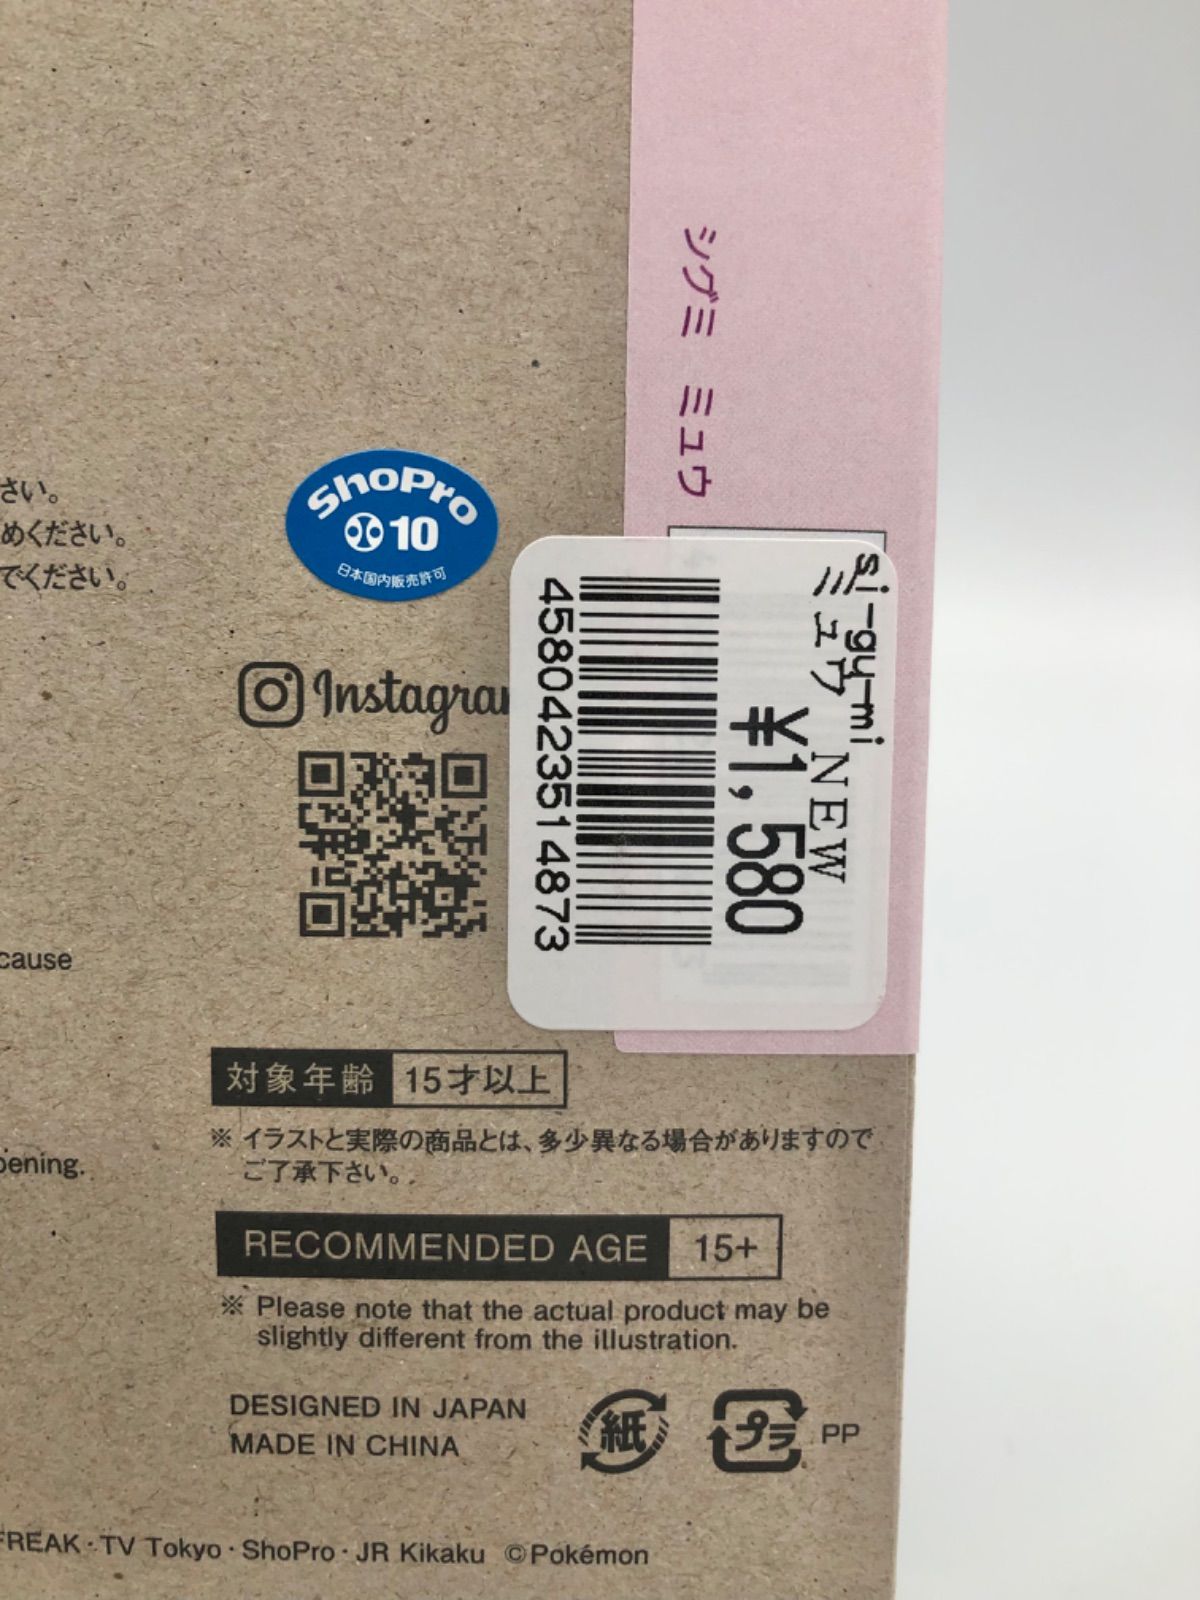 シグミ ミュウ
さい。
めください。
でください。
ShoPro
10
日本国内販売許可
Instagram
si-gu-mi
ミュウ NEW
¥1,580
4580423514873
cause
対象年齢 15才以上
※ イラストと実際の商品とは、多少異なる場合がありますので
ご了承下さい。
pening.
RECOMMENDED AGE 15+
※ Please note that the actual product may be
slightly different from the illustration.
DESIGNED IN JAPAN
MADE IN CHINA
紙
プラ
PP
FREAK・TV Tokyo・ShoPro・JR Kikaku ©Pokémon